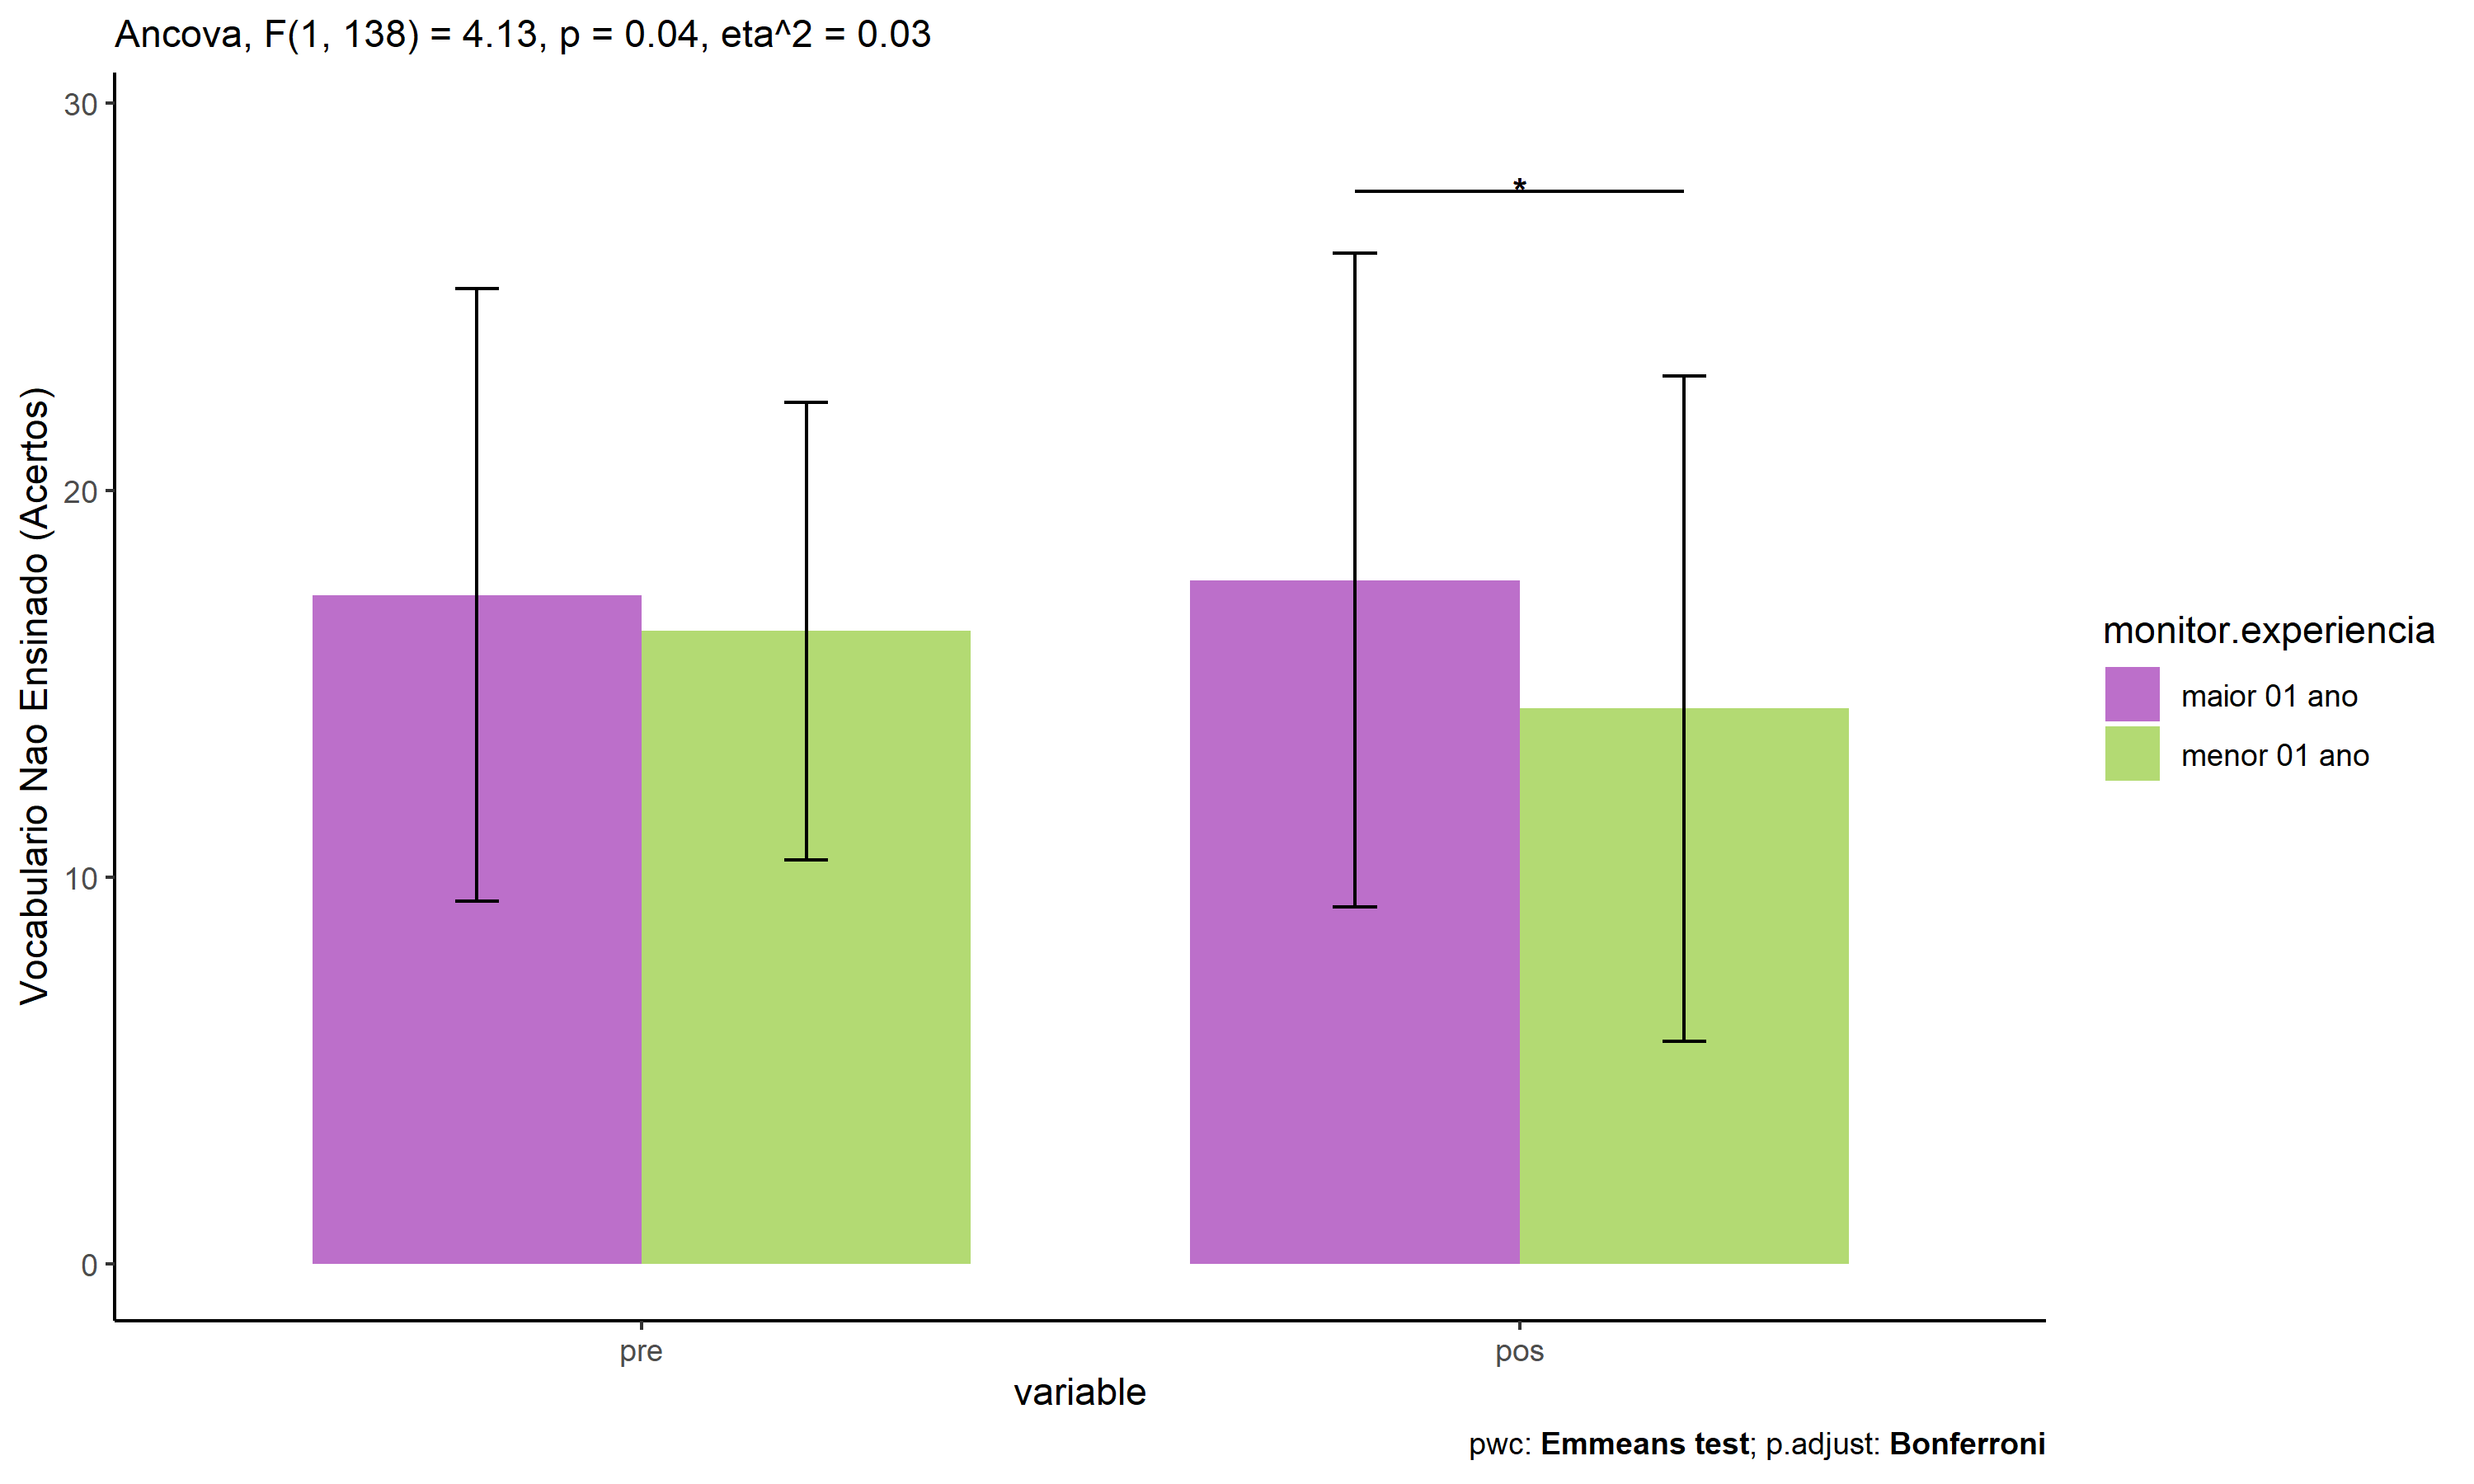 Ancova, F(1, 138) = 4.13, p = 0.04, eta^2 = 0.03
Vocabulario Nao Ensinado (Acertos)
30
20
10
0
*
pre
pos
variable
monitor.experiencia
maior 01 ano
menor 01 ano
pwc: Emmeans test; p.adjust: Bonferroni